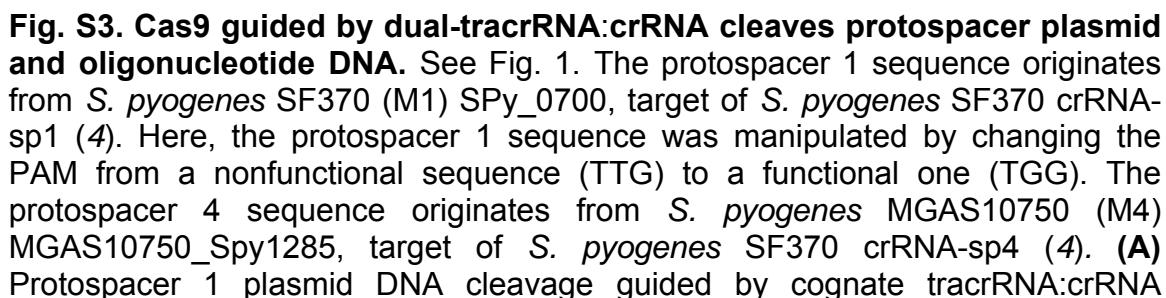 Fig. S3. Cas9 guided by dual-tracrRNA:crRNA cleaves protospacer plasmid
and oligonucleotide DNA. See Fig. 1. The protospacer 1 sequence originates
from S. pyogenes SF370 (M1) SPy_0700, target of S. pyogenes SF370 crRNA-
sp1 (4). Here, the protospacer 1 sequence was manipulated by changing the
PAM from a nonfunctional sequence (TTG) to a functional one (TGG). The
protospacer 4 sequence originates from S. pyogenes MGAS10750 (M4)
MGAS10750_Spy1285, target of S. pyogenes SF370 crRNA-sp4 (4). (A)
Protospacer 1 plasmid DNA cleavage guided by cognate tracrRNA:crRNA